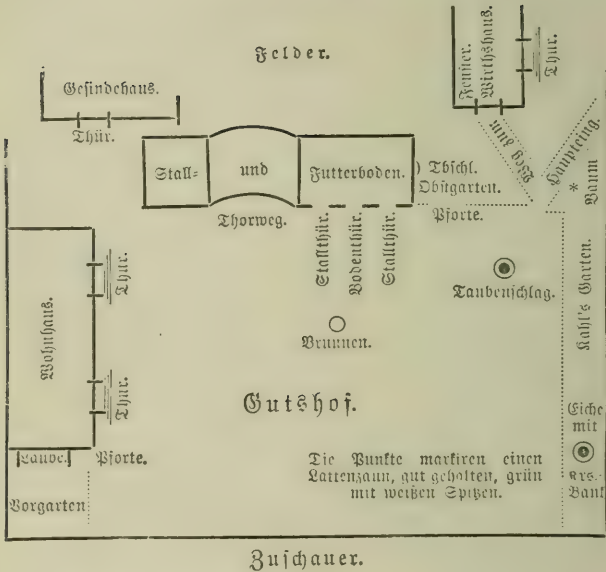 Felder.
Gesindehaus.
Thür.
Fenster.
Wirthshaus.
Thür.
Stall-
und
Futterboden.
Tbschl.
Obstgarten.
Weg zum
Haupteing.
*
Baum
Thorweg.
Pforte.
Stallthür.
Bodenthür.
Stallthür.
Taubenschlag.
Kahl's Garten.
Wohnhaus.
Thür.
Brunnen.
Thür.
Gutshof.
Laube.
Pforte.
Vorgarten
Die Punkte markiren einen
Lattenzaun, gut gehalten, grün
mit weißen Spitzen.
Eiche
mit
Krs.-
Bank
Zuschauer.